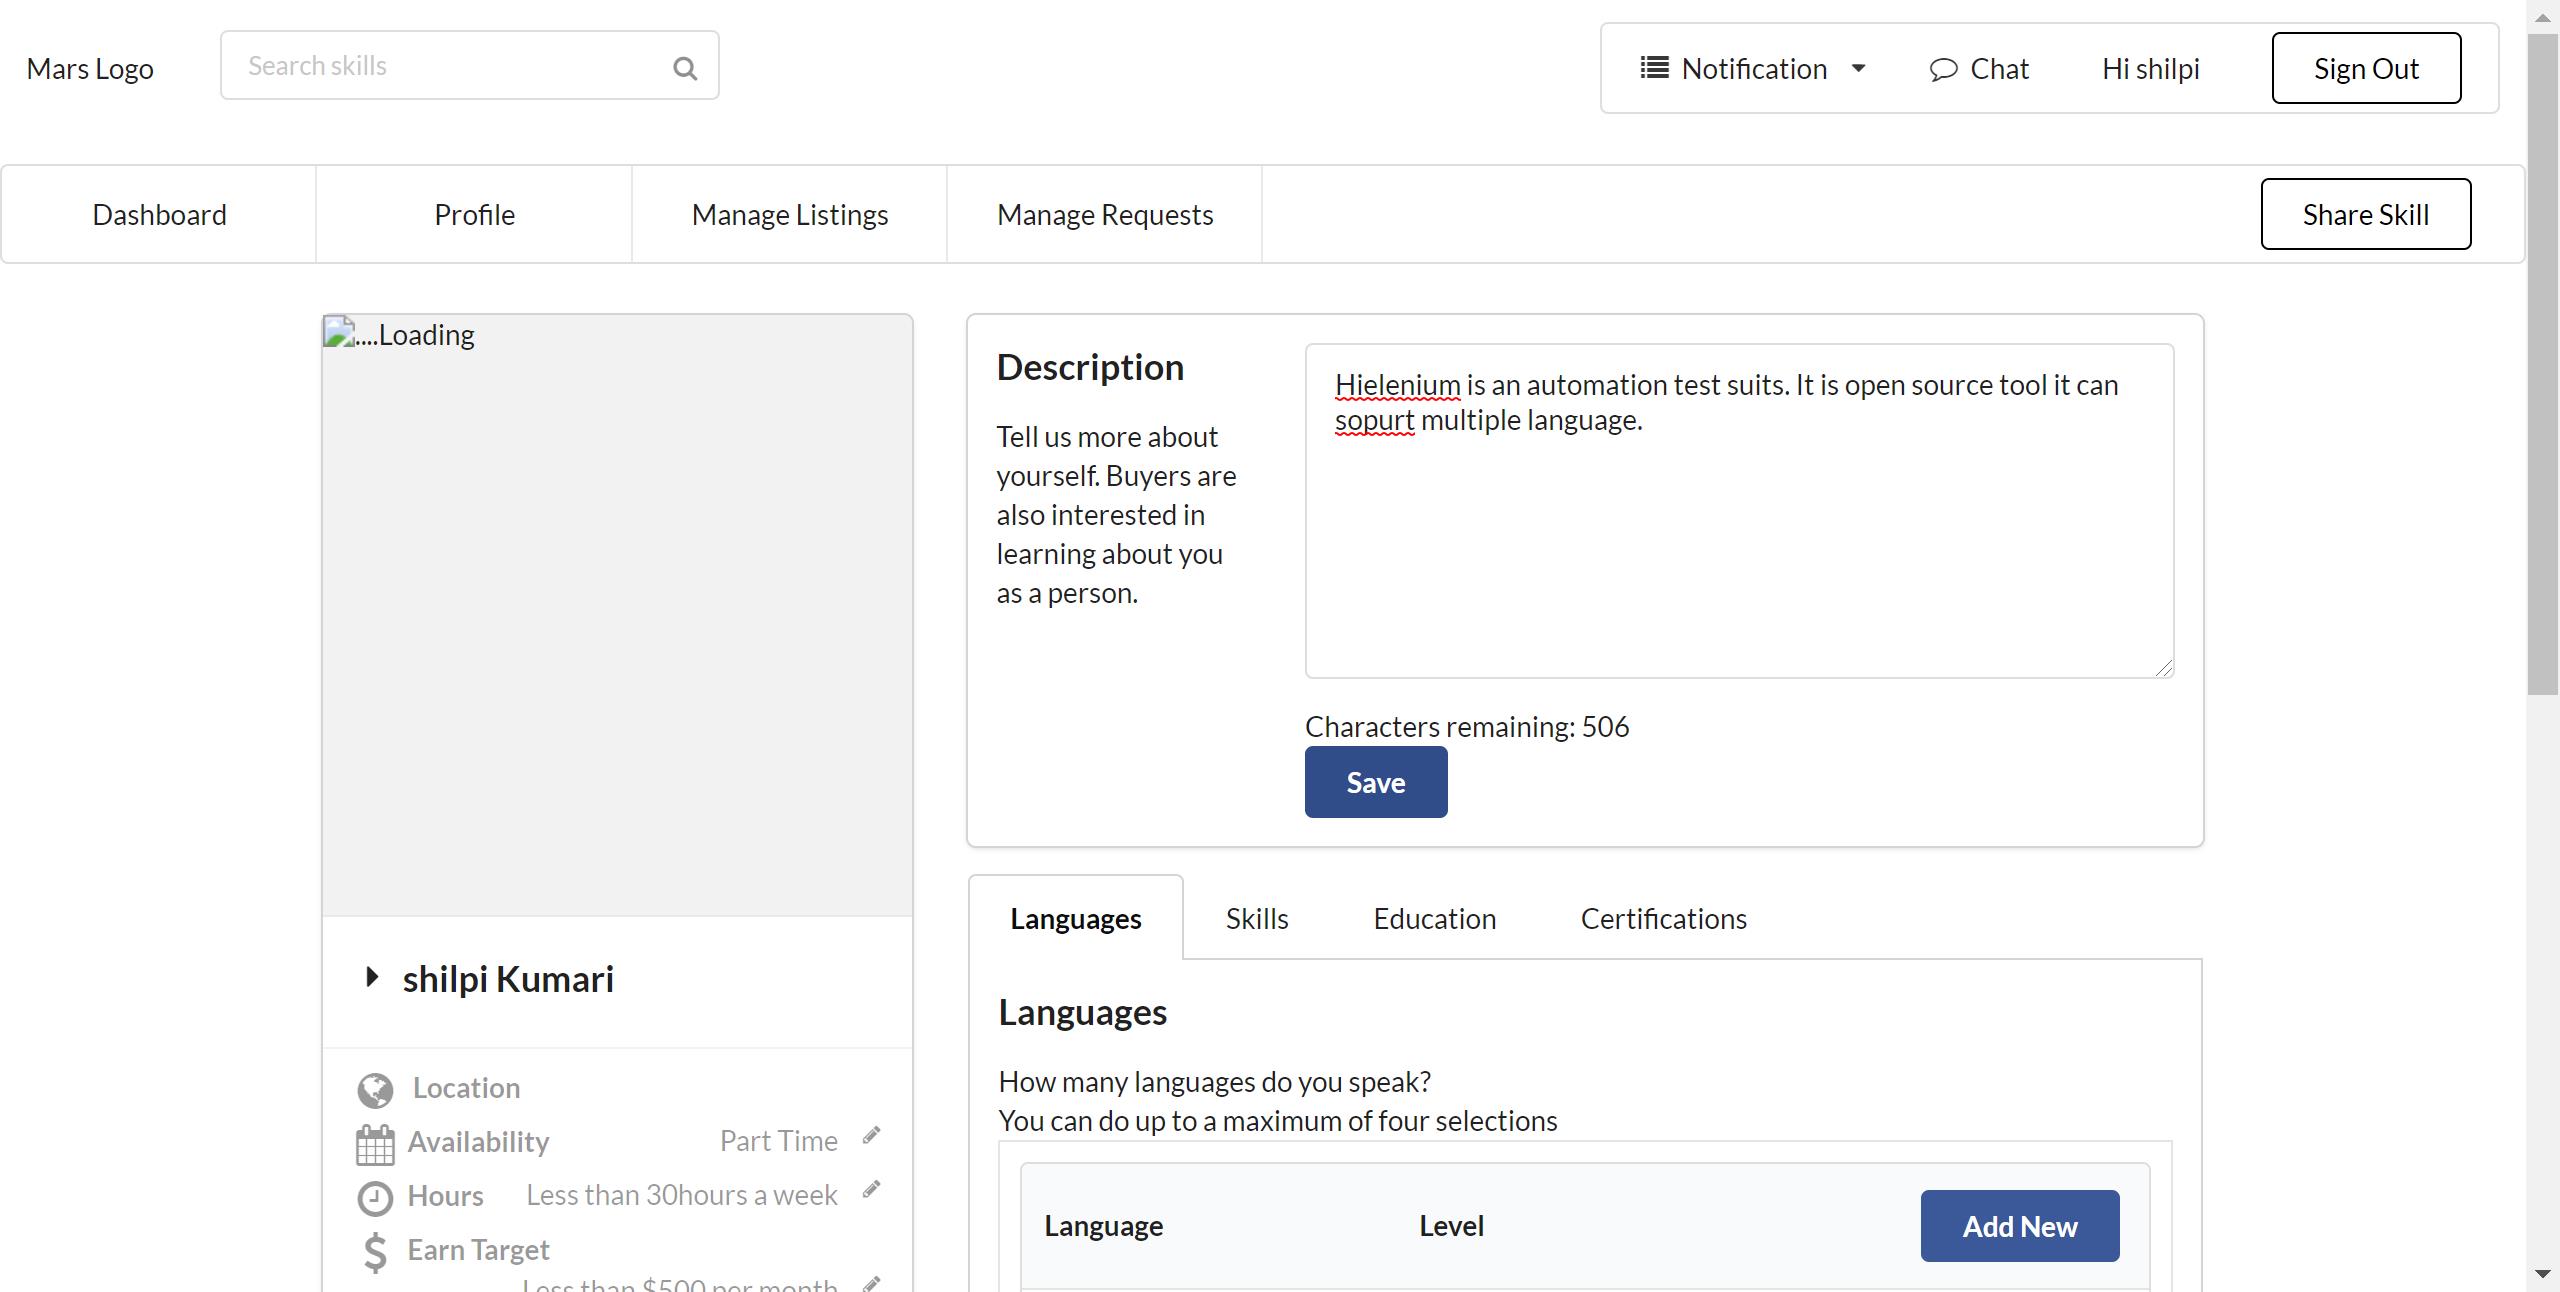 Mars Logo
Search skills
Notification
Chat
Hi shilpi
Sign Out
Dashboard
Profile
Manage Listings
Manage Requests
Share Skill
....Loading
shilpi Kumari
Location
Availability
Part Time
Hours
Less than 30hours a week
Earn Target
Less than $500 per month
Description
Tell us more about
yourself. Buyers are
also interested in
learning about you
as a person.
Hielenium is an automation test suits. It is open source tool it can
sopurt multiple language.
Characters remaining: 506
Save
Languages
Skills
Education
Certifications
Languages
How many languages do you speak?
You can do up to a maximum of four selections
Language
Level
Add New